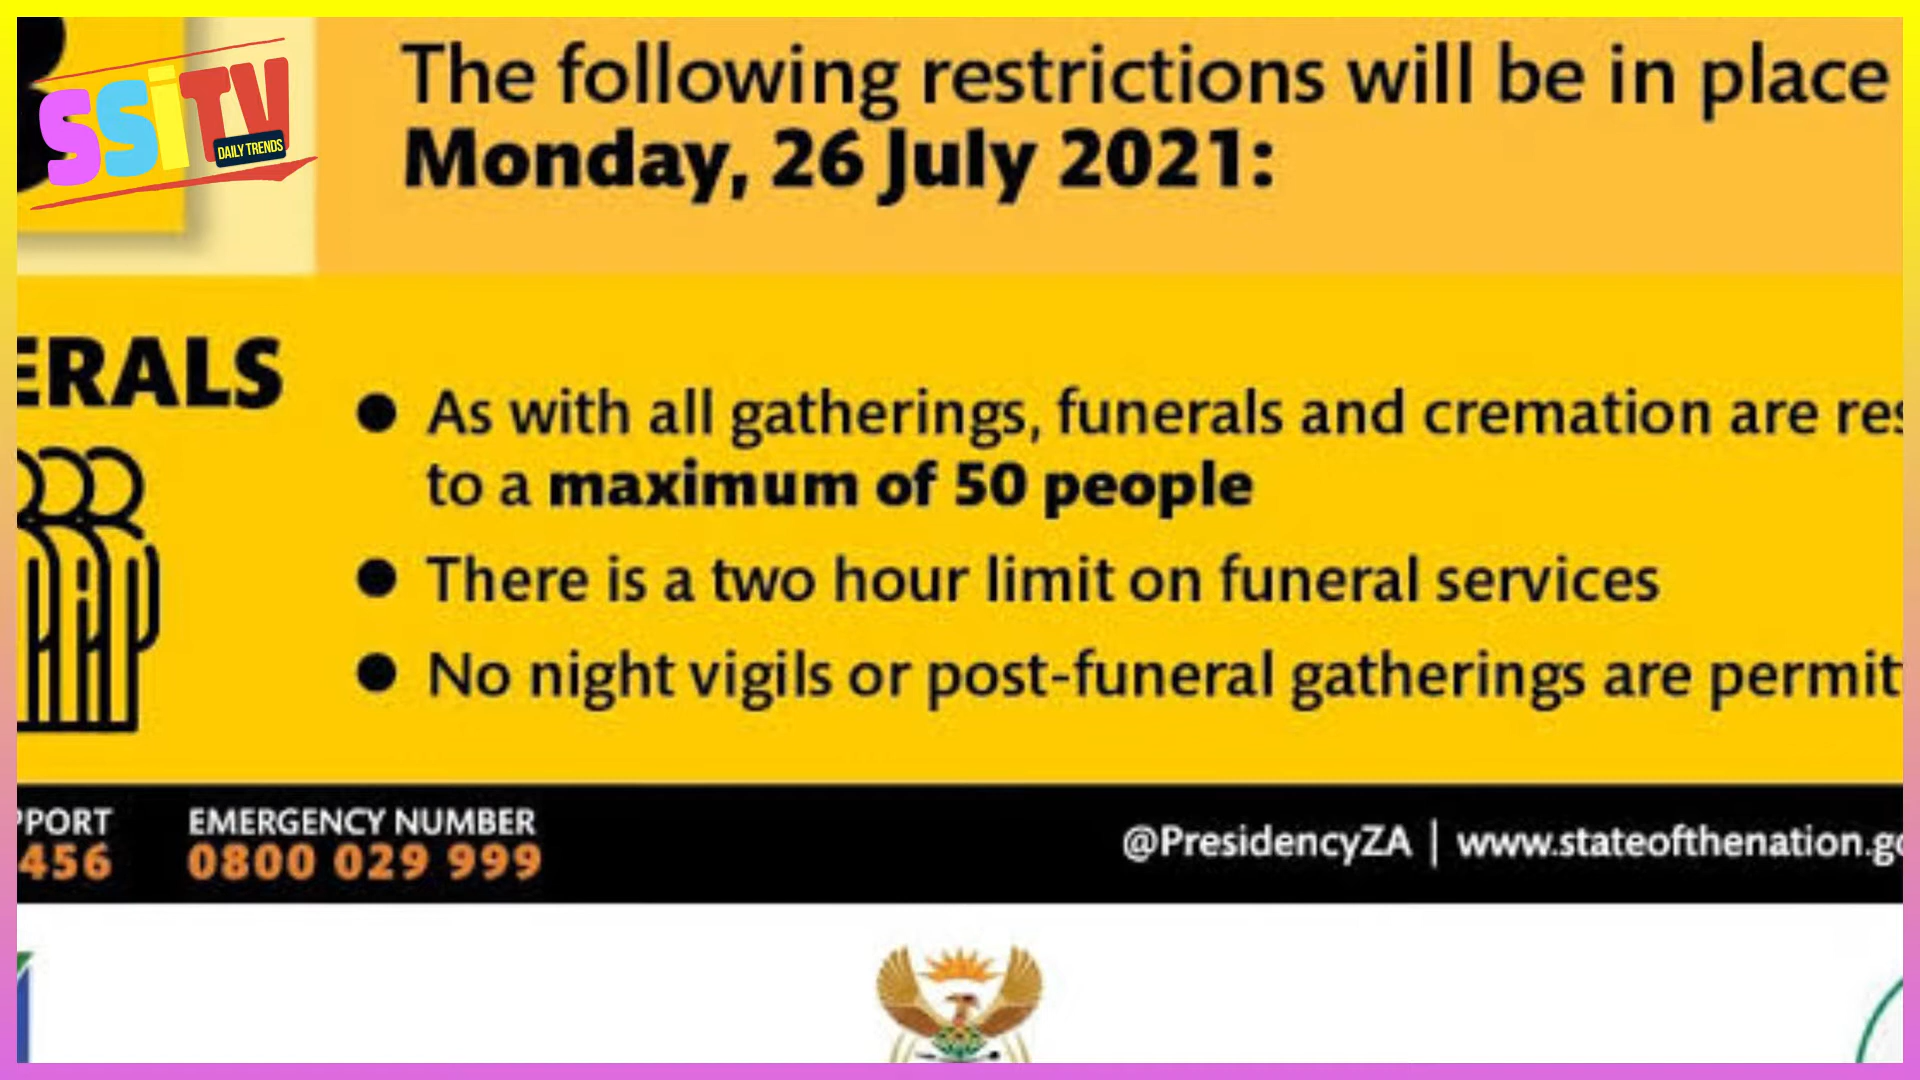 SSiTV
DAILY TRENDS
The following restrictions will be in place
Monday, 26 July 2021:
ERALS
As with all gatherings, funerals and cremation are res
to a maximum of 50 people
There is a two hour limit on funeral services
No night vigils or post-funeral gatherings are permit
PPORT
456
EMERGENCY NUMBER
0800 029 999
@PresidencyZA | www.stateofthenation.go